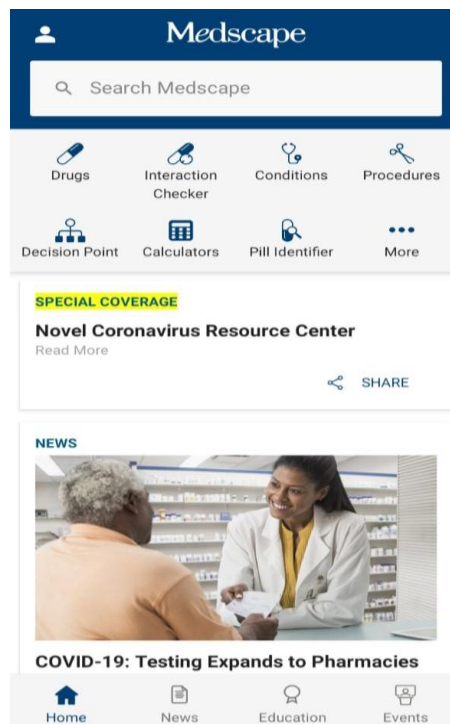 Medscape
Search Medscape
Drugs
Interaction
Checker
Conditions
Procedures
Decision Point
Calculators
Pill Identifier
More
SPECIAL COVERAGE
Novel Coronavirus Resource Center
Read More
SHARE
NEWS
COVID-19: Testing Expands to Pharmacies
Home
News
Education
Events